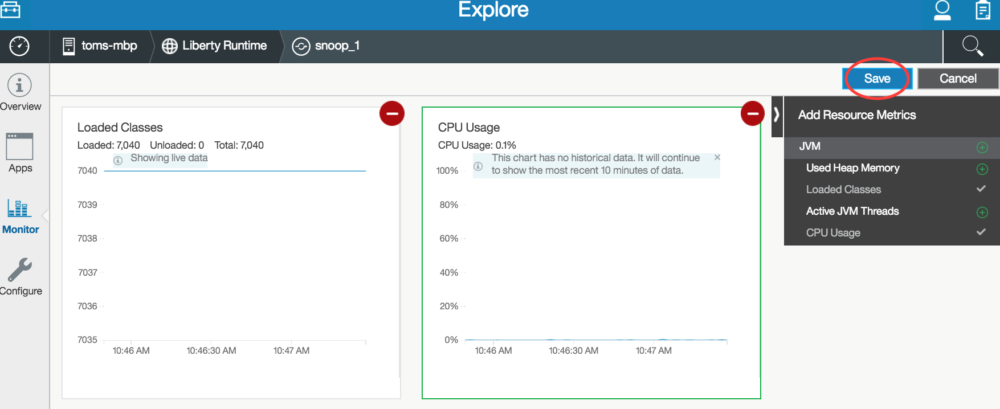 Explore
toms-mbp
Liberty Runtime
snoop_1
Save
Cancel
Overview
Apps
Monitor
Configure
Loaded Classes
Loaded: 7,040 Unloaded: 0 Total: 7,040
Showing live data
7040
7039
7038
7037
7036
7035
10:46 AM 10:46:30 AM 10:47 AM
CPU Usage
CPU Usage: 0.1%
This chart has no historical data. It will continue
to show the most recent 10 minutes of data.
100%
80%
60%
40%
20%
0%
10:46 AM 10:46:30 AM 10:47 AM
Add Resource Metrics
JVM
Used Heap Memory
Loaded Classes
Active JVM Threads
CPU Usage